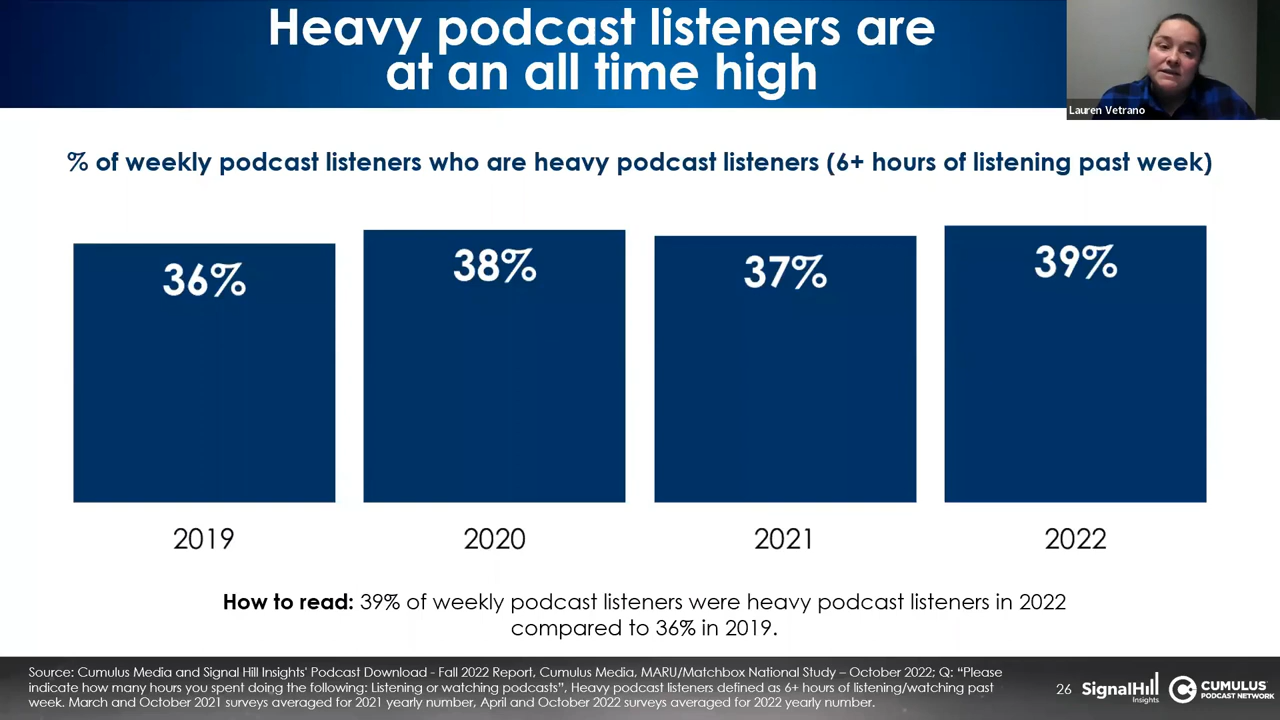 Heavy podcast listeners are
at an all time high
Lauren Vetrano
% of weekly podcast listeners who are heavy podcast listeners (6+ hours of listening past week)
36%
38%
37%
39%
2019
2020
2021
2022
How to read: 39% of weekly podcast listeners were heavy podcast listeners in 2022
compared to 36% in 2019.
Source: Cumulus Media and Signal Hill Insights' Podcast Download - Fall 2022 Report, Cumulus Media, MARU/Matchbox National Study – October 2022; Q: “Please
indicate how many hours you spent doing the following: Listening or watching podcasts”, Heavy podcast listeners defined as 6+ hours of listening/watching past
week. March and October 2021 surveys averaged for 2021 yearly number, April and October 2022 surveys averaged for 2022 yearly number.
26
SignalHill
Insights
CUMULUS
PODCAST NETWORK